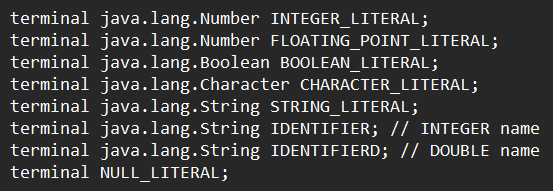 terminal java.lang.Number INTEGER_LITERAL;
terminal java.lang.Number FLOATING_POINT_LITERAL;
terminal java.lang.Boolean BOOLEAN_LITERAL;
terminal java.lang.Character CHARACTER_LITERAL;
terminal java.lang.String STRING_LITERAL;
terminal java.lang.String IDENTIFIER; // INTEGER name
terminal java.lang.String IDENTIFIERD; // DOUBLE name
terminal NULL_LITERAL;